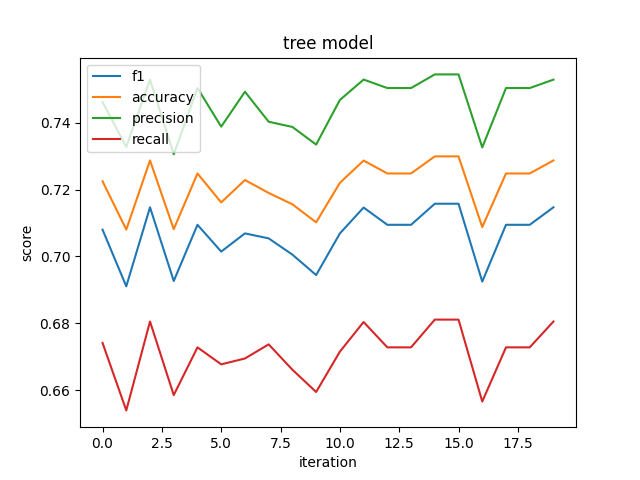 tree model
f1
accuracy
precision
recall
0.74
0.72
0.70
0.68
0.66
score
0.0 2.5 5.0 7.5 10.0 12.5 15.0 17.5
iteration